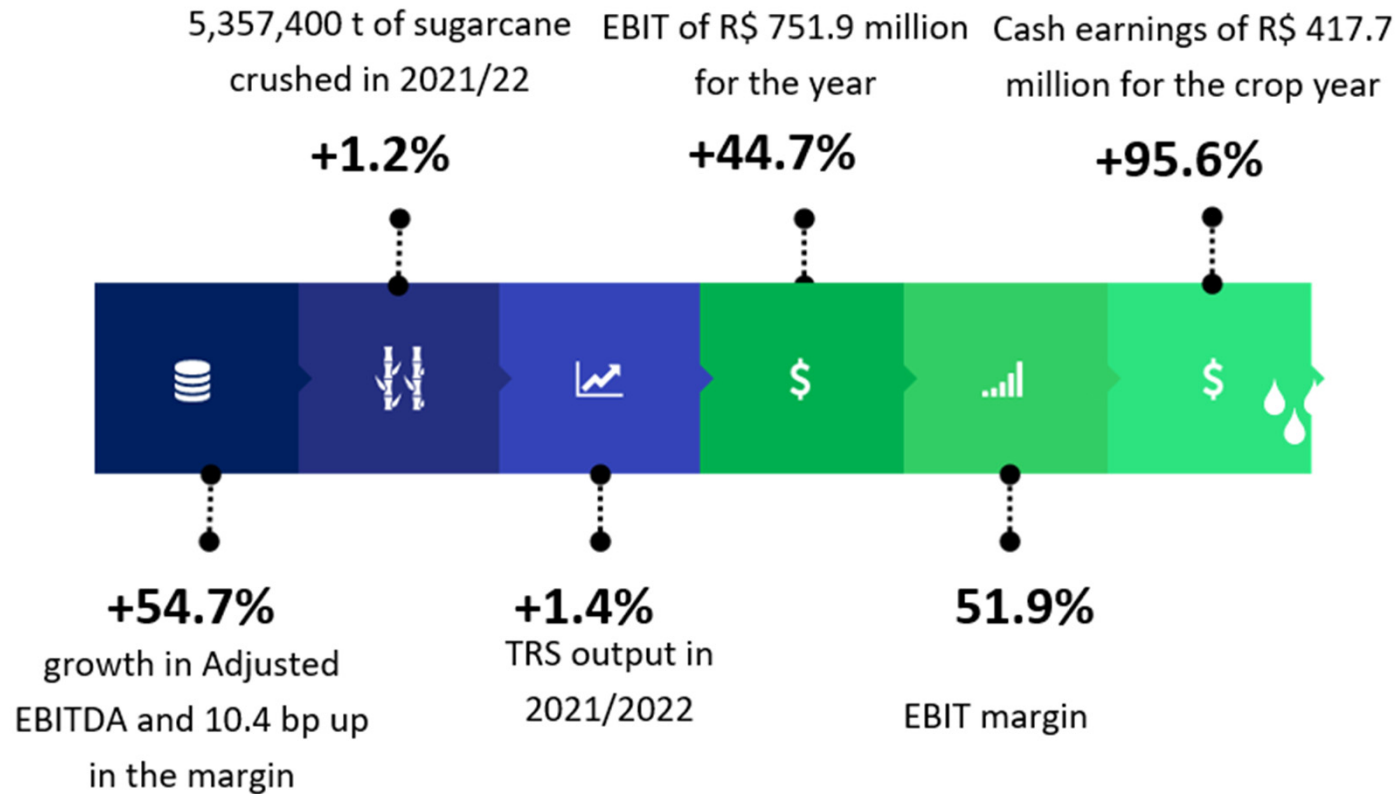 5,357,400 t of sugarcane
crushed in 2021/22
+1.2%
EBIT of R$ 751.9 million
for the year
+44.7%
Cash earnings of R$ 417.7
million for the crop year
+95.6%
$
$
+54.7%
growth in Adjusted
EBITDA and 10.4 bp up
in the margin
+1.4%
TRS output in
2021/2022
51.9%
EBIT margin